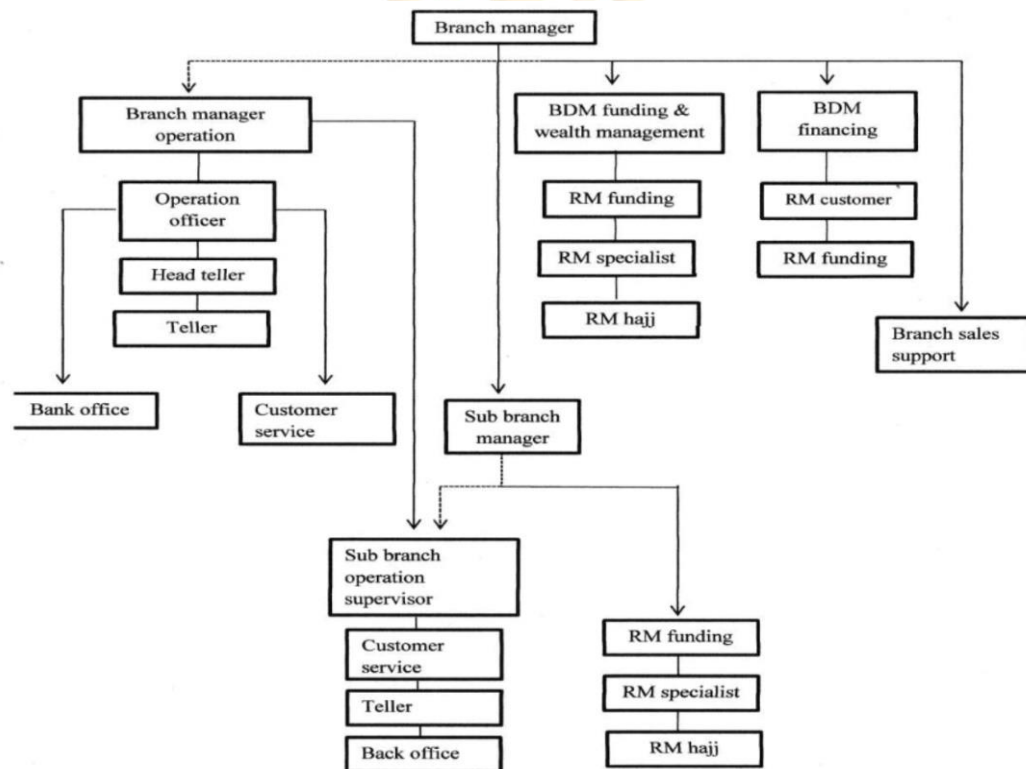 Branch manager
Branch manager
operation
BDM funding &
wealth management
BDM
financing
Operation
officer
RM funding
RM customer
Head teller
RM specialist
RM funding
Teller
RM hajj
Branch sales
support
Bank office
Customer
service
Sub branch
manager
Sub branch
operation
supervisor
RM funding
Customer
service
RM specialist
Teller
RM hajj
Back office